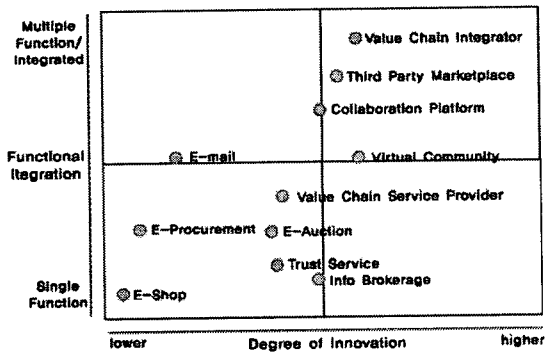 Multiple
Function/
Integrated
Value Chain Integrator
Third Party Marketplace
Collaboration Platform
Functional
Itegration
E-mail
Virtual Community
Value Chain Service Provider
E-Procurement
E-Auction
Trust Service
Info Brokerage
Single
Function
E-Shop
lower
Degree of Innovation
higher